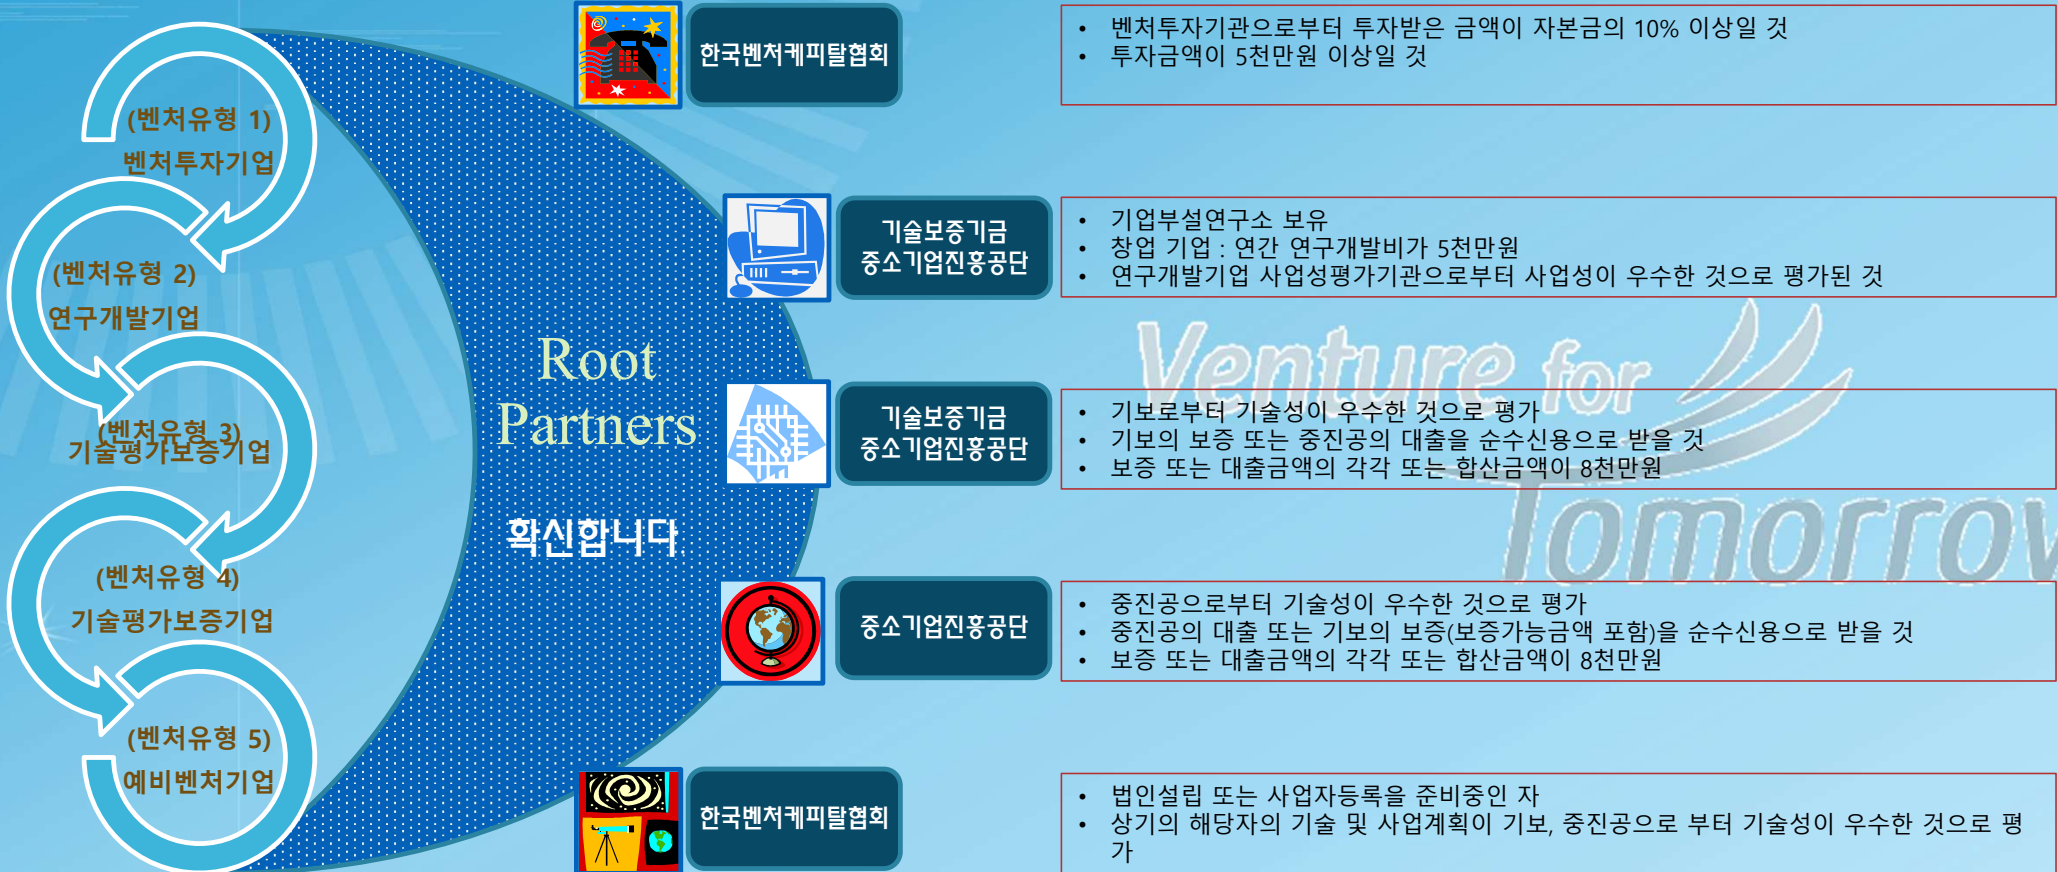 (벤처유형 1)
벤처투자기업
(벤처유형 2)
연구개발기업
(벤처유형 3)
기술평가보증기업
(벤처유형 4)
기술평가보증기업
(벤처유형 5)
예비벤처기업
Root
Partners
확신합니다
한국벤처케피탈협회
• 벤처투자기관으로부터 투자받은 금액이 자본금의 10% 이상일 것
• 투자금액이 5천만원 이상일 것
기술보증기금
중소기업진흥공단
• 기업부설연구소 보유
• 창업 기업 : 연간 연구개발비가 5천만원
• 연구개발기업 사업성평가기관으로부터 사업성이 우수한 것으로 평가된 것
Venture for
Tomorrow
기술보증기금
중소기업진흥공단
• 기보로부터 기술성이 우수한 것으로 평가
• 기보의 보증 또는 중진공의 대출을 순수신용으로 받을 것
• 보증 또는 대출금액의 각각 또는 합산금액이 8천만원
중소기업진흥공단
• 중진공으로부터 기술성이 우수한 것으로 평가
• 중진공의 대출 또는 기보의 보증(보증가능금액 포함)을 순수신용으로 받을 것
• 보증 또는 대출금액의 각각 또는 합산금액이 8천만원
한국벤처케피탈협회
• 법인설립 또는 사업자등록을 준비중인 자
• 상기의 해당자의 기술 및 사업계획이 기보, 중진공으로 부터 기술성이 우수한 것으로 평
가